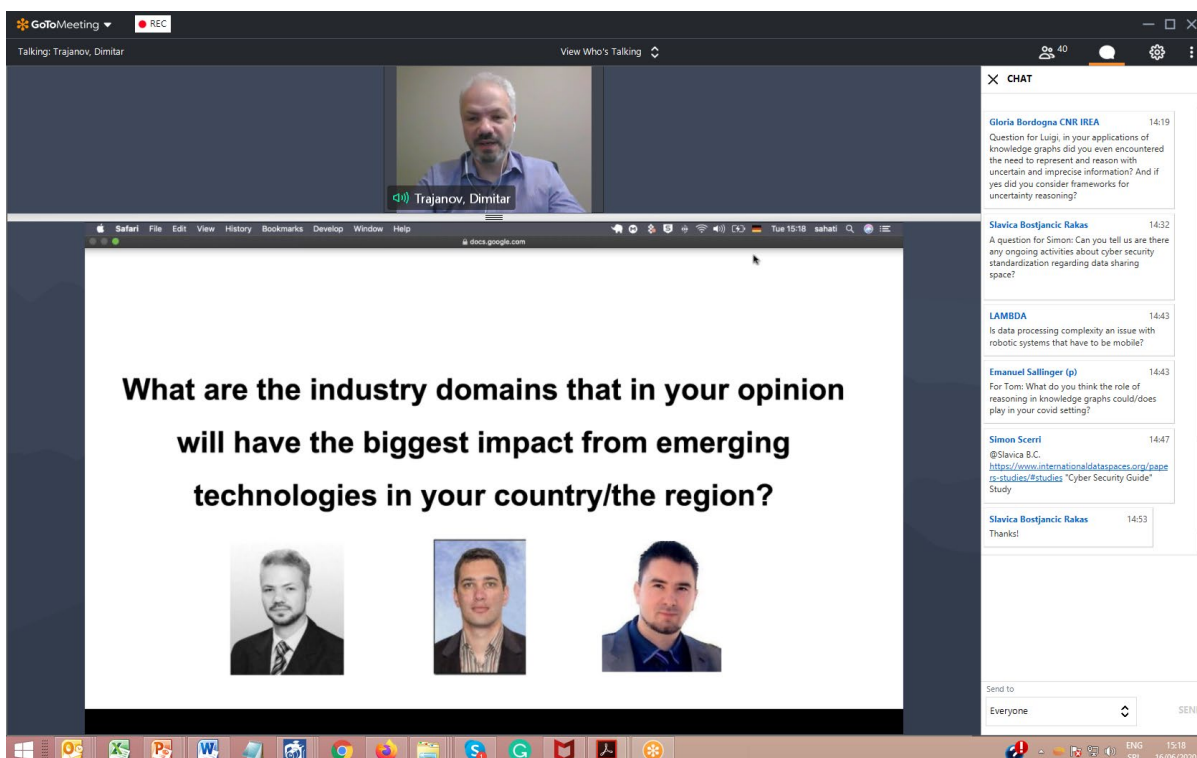 GoToMeeting
REC
Talking: Trajanov, Dimitar
View Who's Talking
40
Trajanov, Dimitar
Safari File Edit View History Bookmarks Develop Window Help
Tue 15:18 sahati
docs.google.com
What are the industry domains that in your opinion
will have the biggest impact from emerging
technologies in your country/the region?
CHAT
Gloria Bordogna CNR IREA 14:19
Question for Luigi, in your applications of
knowledge graphs did you even encountered
the need to represent and reason with
uncertain and imprecise information? And if
yes did you consider frameworks for
uncertainty reasoning?
Slavica Bostjancic Rakas 14:32
A question for Simon: Can you tell us are there
any ongoing activities about cyber security
standardization regarding data sharing
space?
LAMBDA 14:43
Is data processing complexity an issue with
robotic systems that have to be mobile?
Emanuel Sallinger (p) 14:43
For Tom: What do you think the role of
reasoning in knowledge graphs could/does
play in your covid setting?
Simon Scerri 14:47
@Slavica B.C.
https://www.internationaldataspaces.org/pape
rs-studies/#studies "Cyber Security Guide"
Study
Slavica Bostjancic Rakas 14:53
Thanks!
Send to
Everyone
ENG 15:18